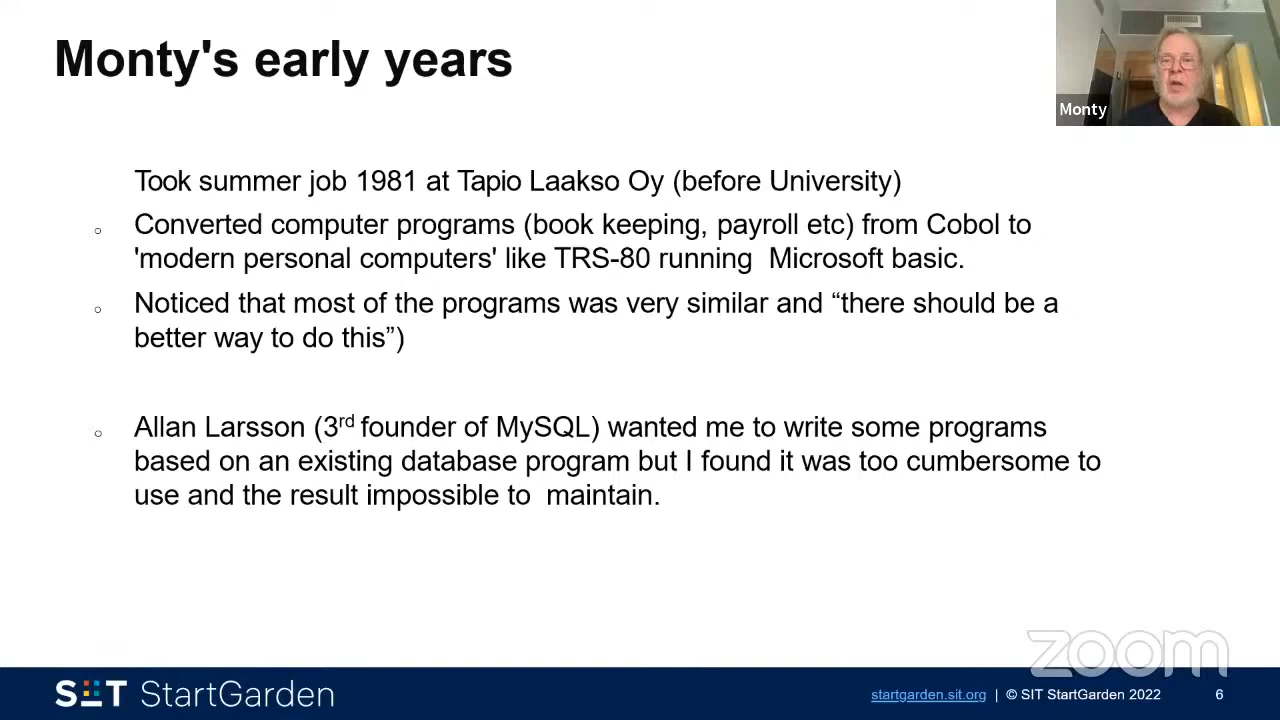 Monty's early years
Monty
Took summer job 1981 at Tapio Laakso Oy (before University)
Converted computer programs (book keeping, payroll etc) from Cobol to
'modern personal computers' like TRS-80 running Microsoft basic.
Noticed that most of the programs was very similar and “there should be a
better way to do this”)
Allan Larsson (3rd founder of MySQL) wanted me to write some programs
based on an existing database program but I found it was too cumbersome to
use and the result impossible to maintain.
zoom
SIT StartGarden
startgarden.sit.org | © SIT StartGarden 2022 6